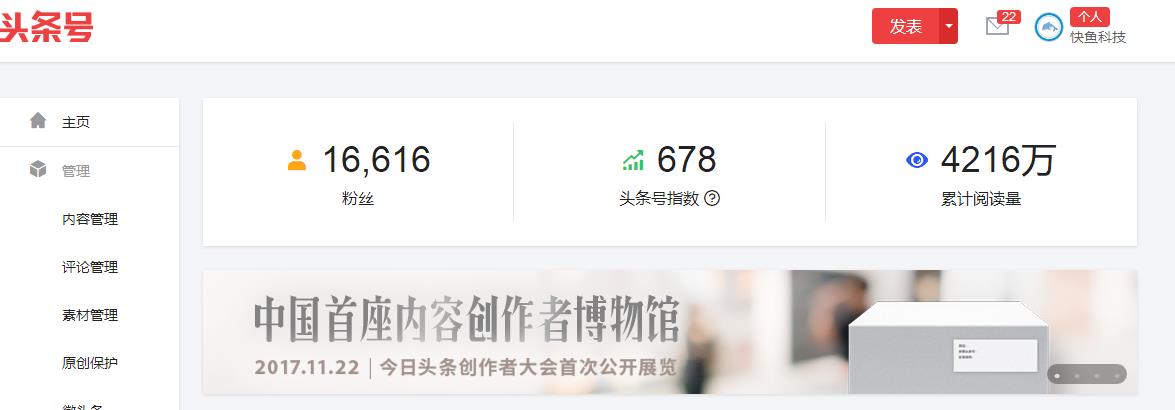 头条号
发表
22
个人
快鱼科技
主页
管理
内容管理
评论管理
素材管理
原创保护
微头条
16,616
粉丝
678
头条号指数
4216万
累计阅读量
中国首座内容创作者博物馆
2017.11.22 | 今日头条创作者大会首次公开展览